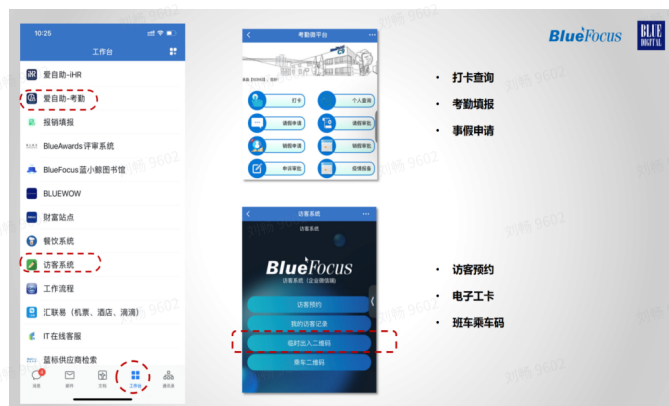 10:25
工作台
爱自助-iHR
爱自助-考勤
报销填报
BlueAwards评审系统
BlueFocus蓝小鲸图书馆
BLUEWOW
财富站点
餐饮系统
访客系统
工作流程
汇联易（机票、酒店、滴滴）
IT在线客服
蓝标供应商检索
消息
邮件
文档
工作台
通讯录
考勤微平台
打卡
个人查询
请假申请
请假审批
销假申请
销假审批
申诉审批
疫情报备
访客系统
访客系统
BlueFocus
访客系统（企业微信端）
访客预约
我的访客记录
临时出入二维码
乘车二维码
BlueFocus
BLUE
DIGITAL
· 打卡查询
· 考勤填报
· 事假申请
· 访客预约
· 电子工卡
· 班车乘车码
刘畅 9602